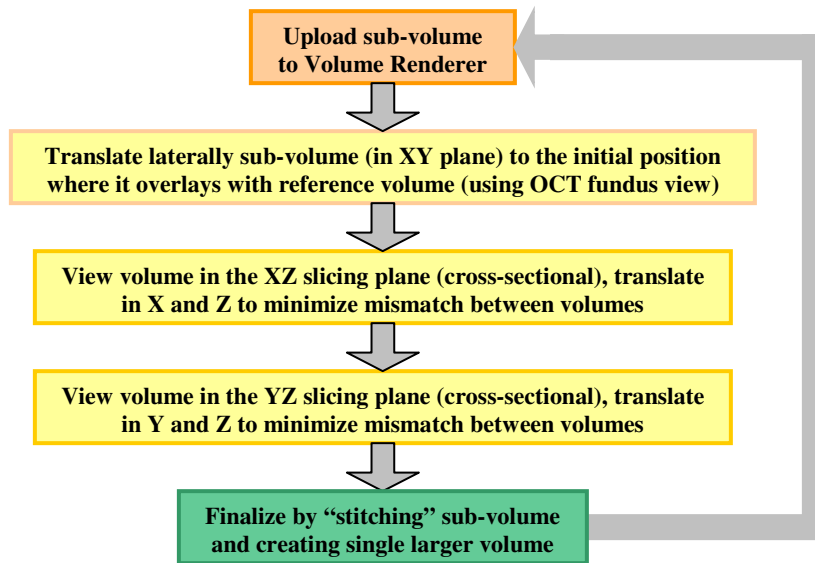 Upload sub-volume
to Volume Renderer
Translate laterally sub-volume (in XY plane) to the initial position
where it overlays with reference volume (using OCT fundus view)
View volume in the XZ slicing plane (cross-sectional), translate
in X and Z to minimize mismatch between volumes
View volume in the YZ slicing plane (cross-sectional), translate
in Y and Z to minimize mismatch between volumes
Finalize by “stitching” sub-volume
and creating single larger volume